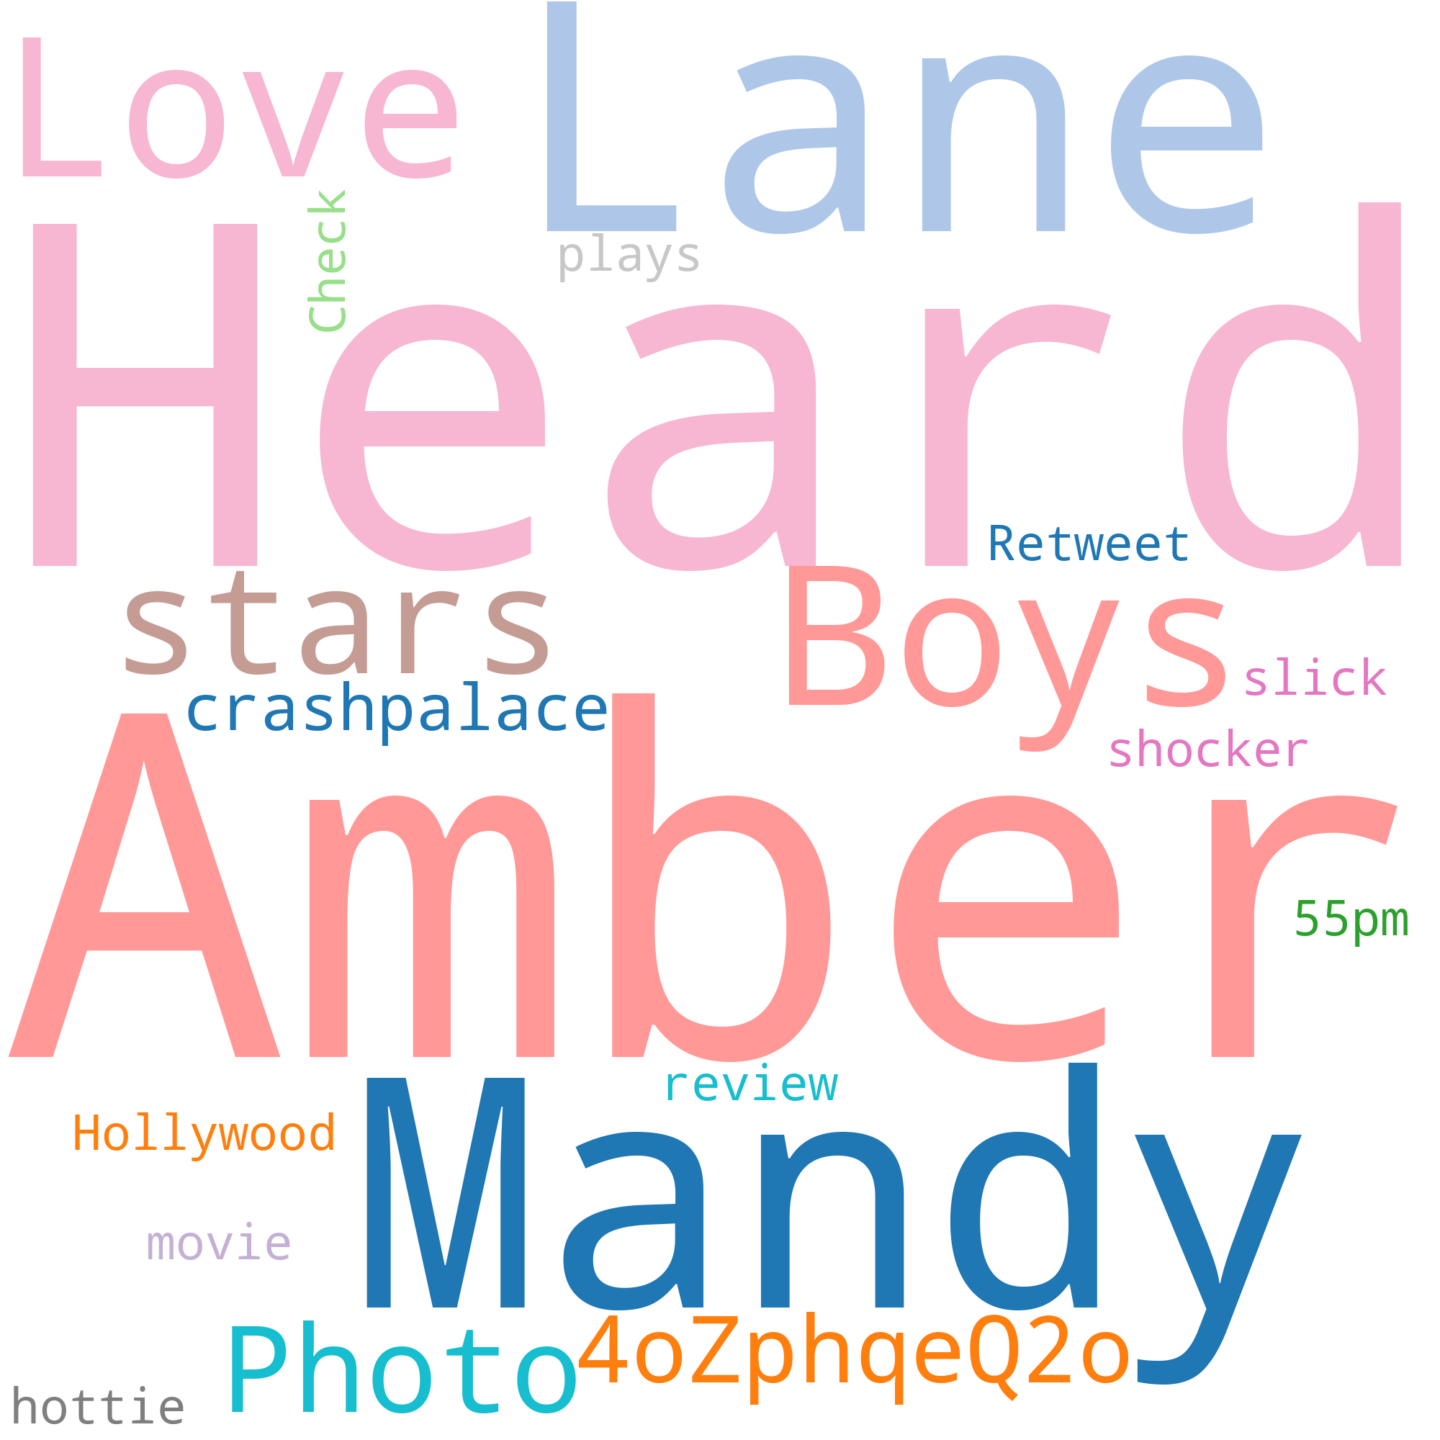 Love
Lane
Check
plays
Heard
Retweet
stars
Boys
slick
crashpalace
shocker
Amber
55pm
review
Hollywood
Mandy
movie
Photo
4oZphqeQ2o
hottie